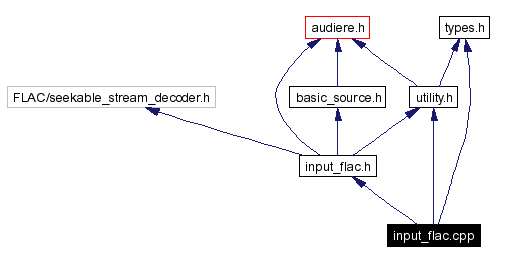 audiere.h
types.h
FLAC/seekable_stream_decoder.h
basic_source.h
utility.h
input_flac.h
input_flac.cpp